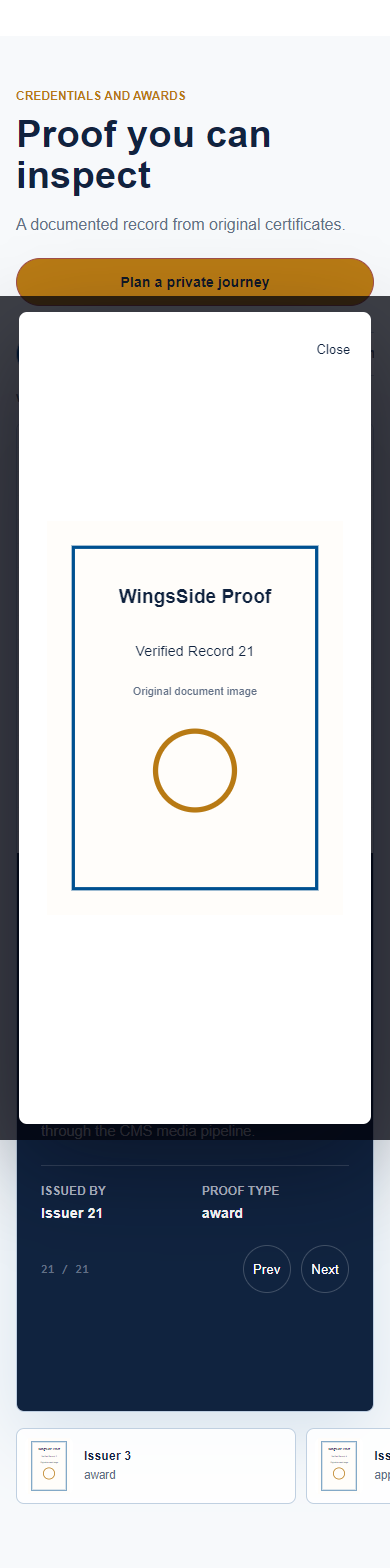 CREDENTIALS AND AWARDS
Proof you can
inspect
A documented record from original certificates.
Plan a private journey
Close
WingsSide Proof
Verified Record 21
Original document image
through the CMS media pipeline.
ISSUED BY
PROOF TYPE
Issuer 21
award
21 / 21
Prev
Next
Issuer 3
award